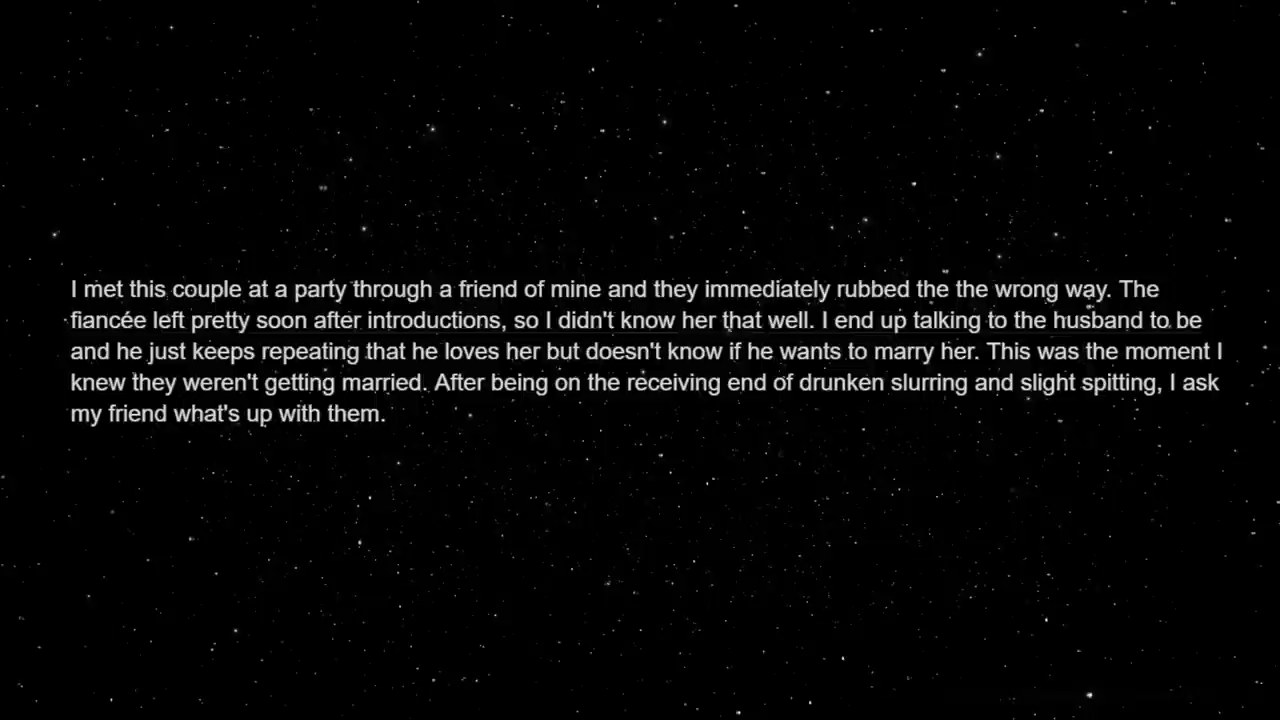 I met this couple at a party through a friend of mine and they immediately rubbed the the wrong way. The
fiancée left pretty soon after introductions, so I didn't know her that well. I end up talking to the husband to be
and he just keeps repeating that he loves her but doesn't know if he wants to marry her. This was the moment I
knew they weren't getting married. After being on the receiving end of drunken slurring and slight spitting, I ask
my friend what's up with them.